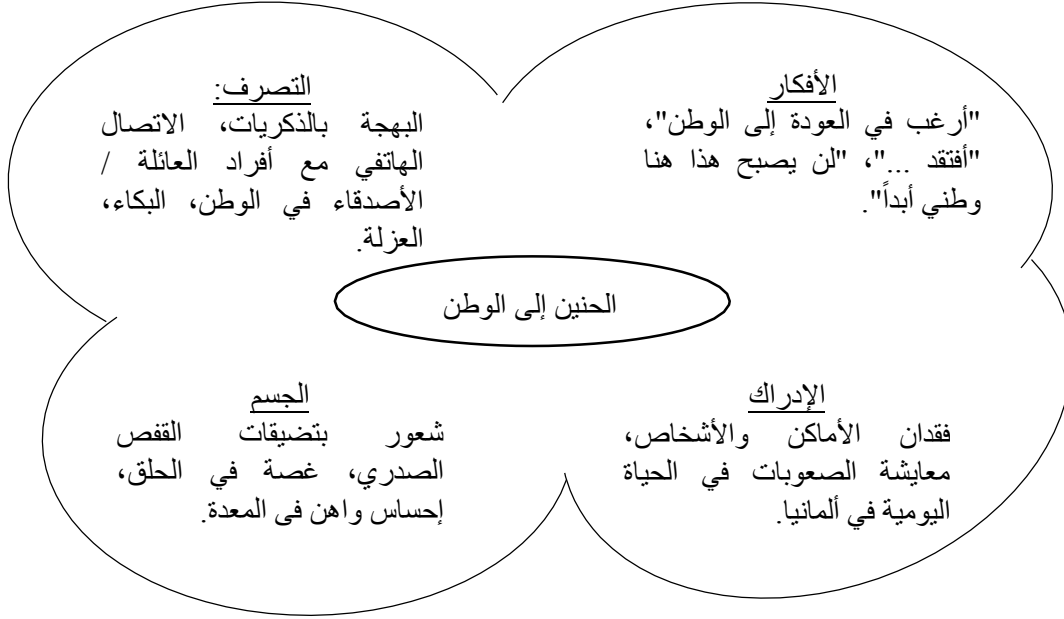 الأفكار
"أرغب في العودة إلى الوطن"،
"أفتقد ..."، "لن يصبح هذا هنا
وطني أبداً".
التصرف:
البهجة بالذكريات، الاتصال
الهاتفي مع أفراد العائلة /
الأصدقاء في الوطن، البكاء،
العزلة.
الحنين إلى الوطن
الإدراك
فقدان الأماكن والأشخاص،
معايشة الصعوبات في الحياة
اليومية في ألمانيا.
الجسم
شعور بتضيقات القفص
الصدري، غصة في الحلق،
إحساس واهن فى المعدة.